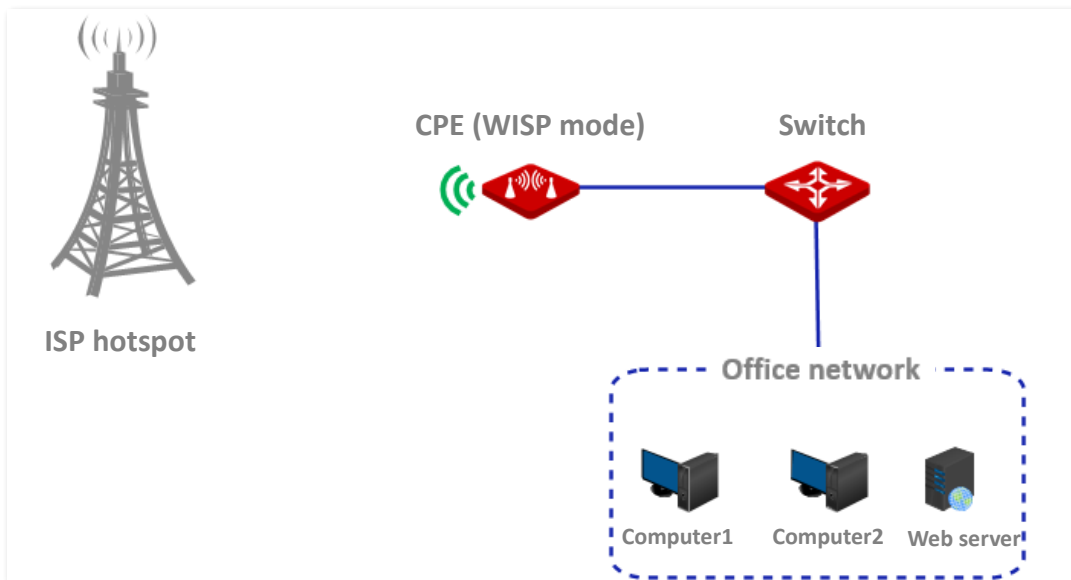 CPE (WISP mode)
Switch
ISP hotspot
Office network
Computer1
Computer2
Web server